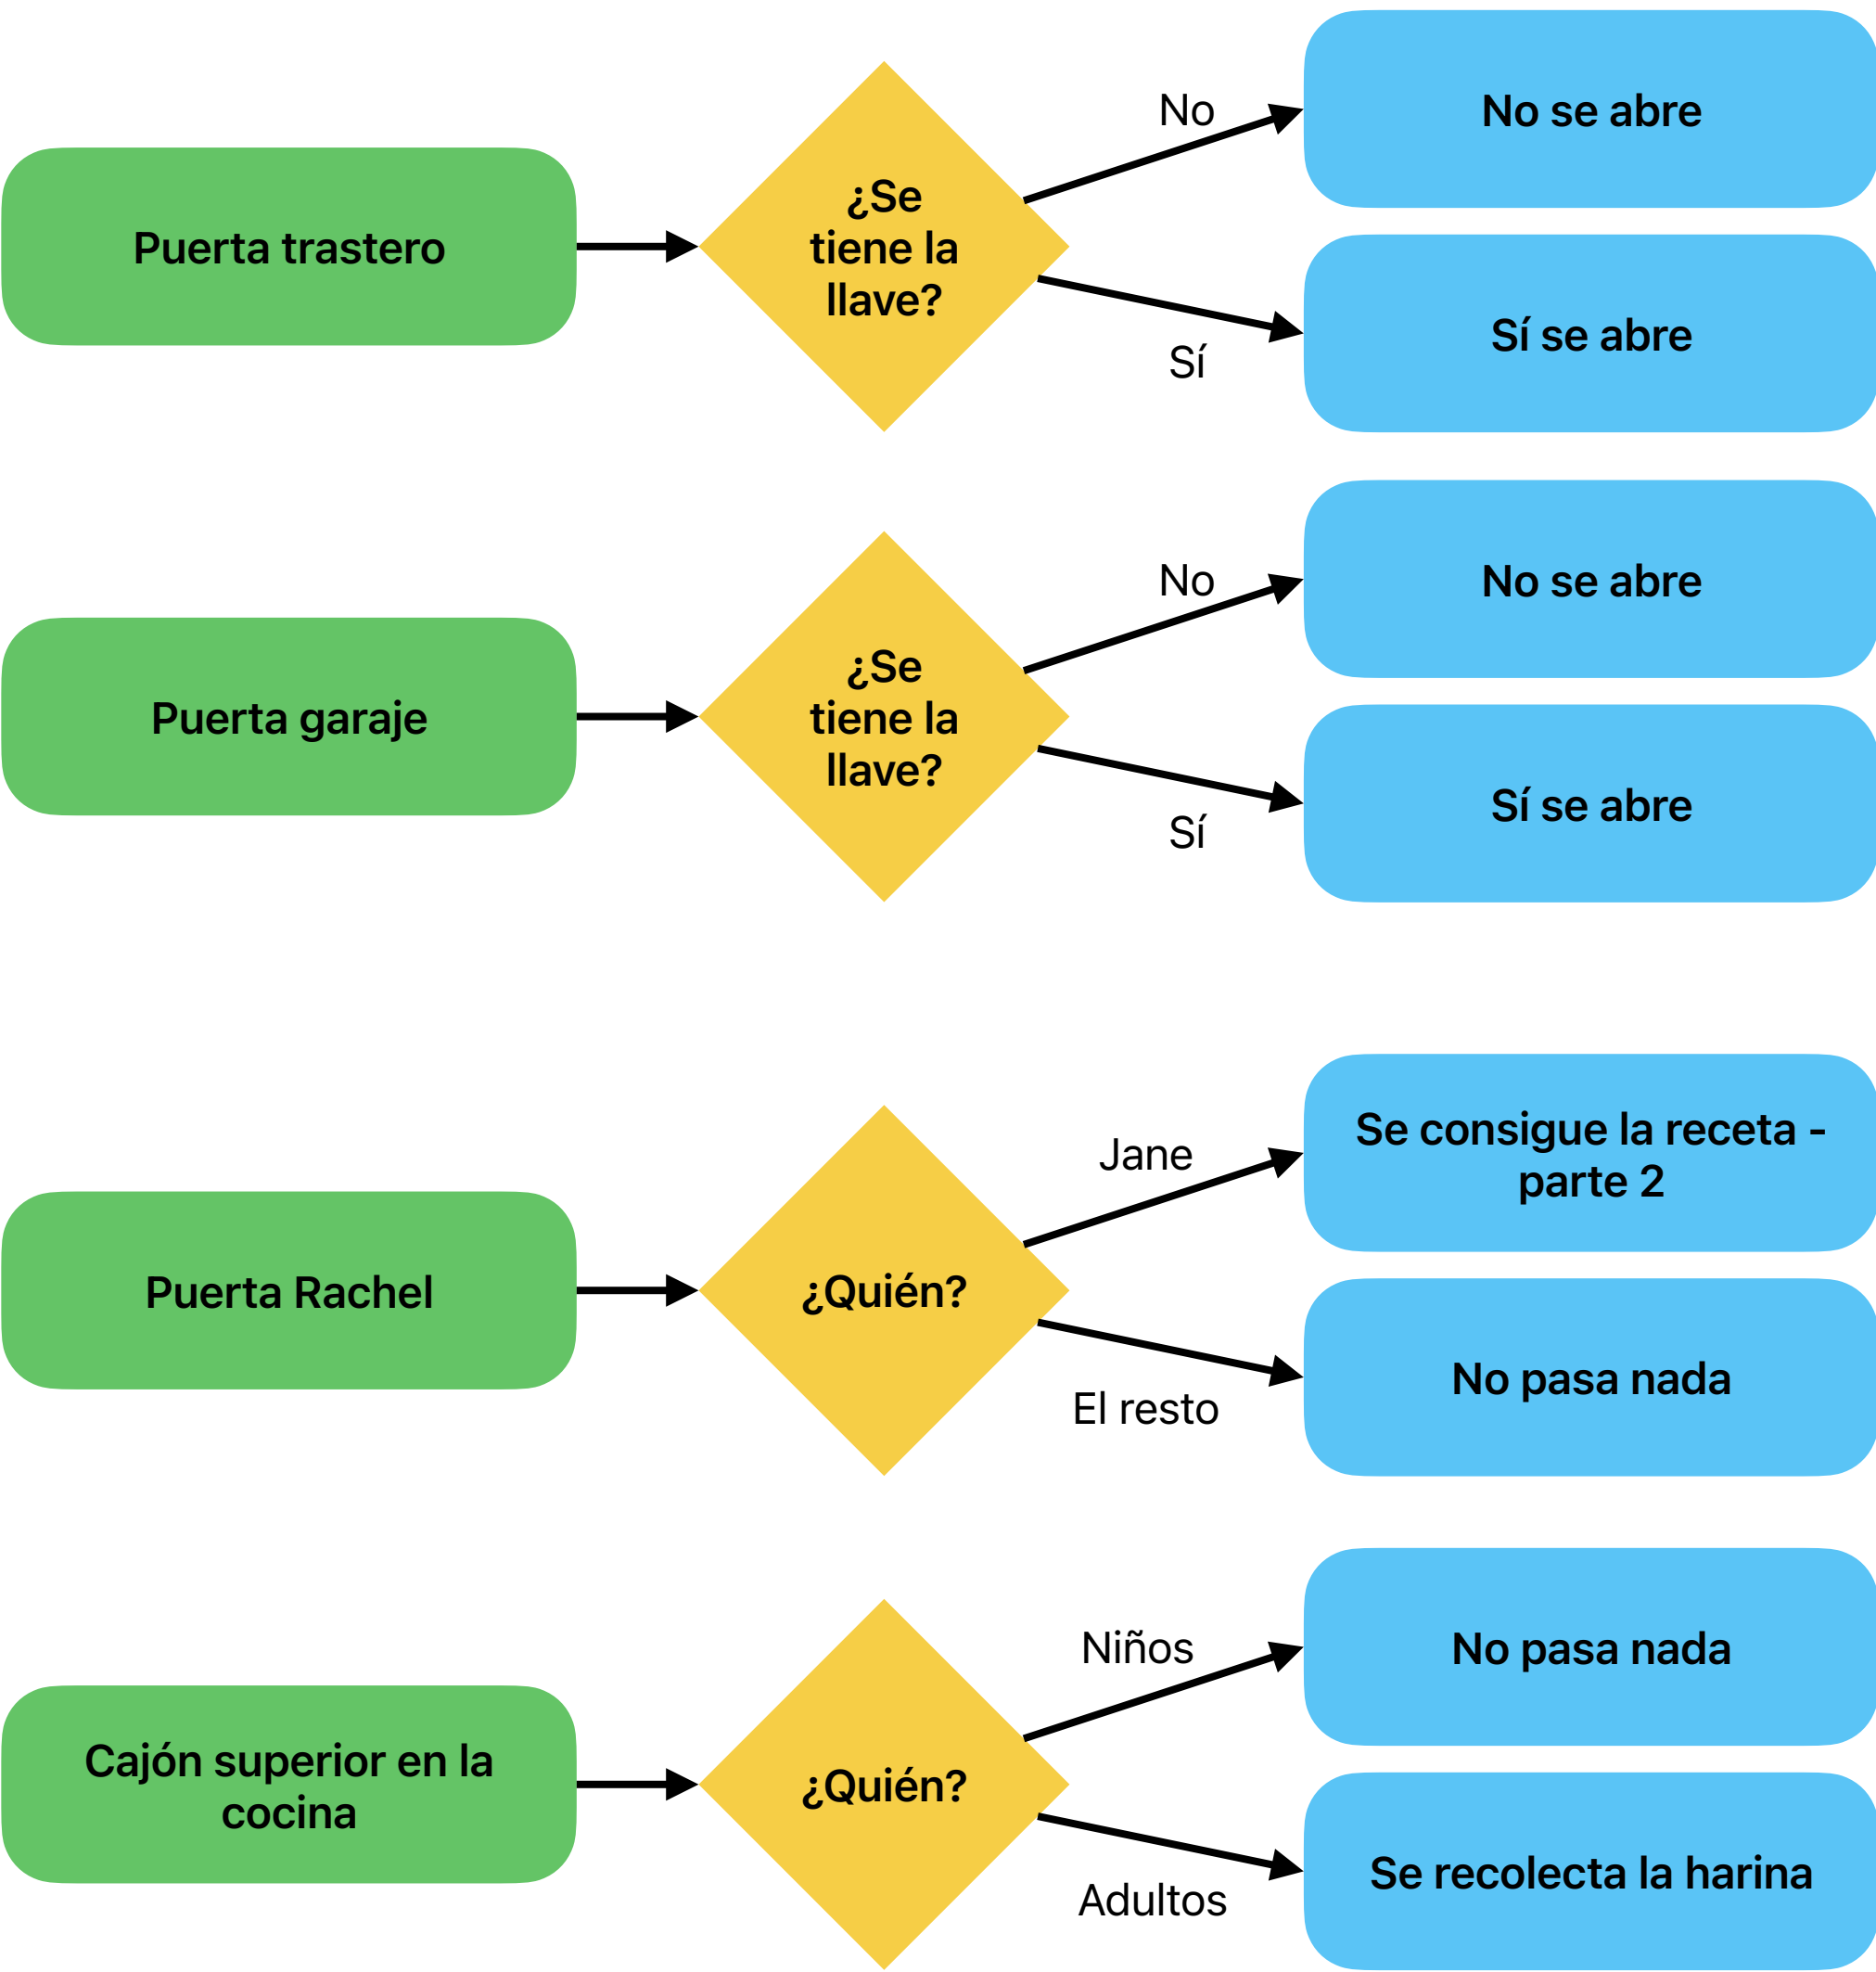 Puerta trastero
¿Se
tiene la
llave?
No
No se abre
Sí
Sí se abre
Puerta garaje
¿Se
tiene la
llave?
No
No se abre
Sí
Sí se abre
Puerta Rachel
¿Quién?
Jane
Se consigue la receta -
parte 2
El resto
No pasa nada
Cajón superior en la
cocina
¿Quién?
Niños
No pasa nada
Adultos
Se recolecta la harina